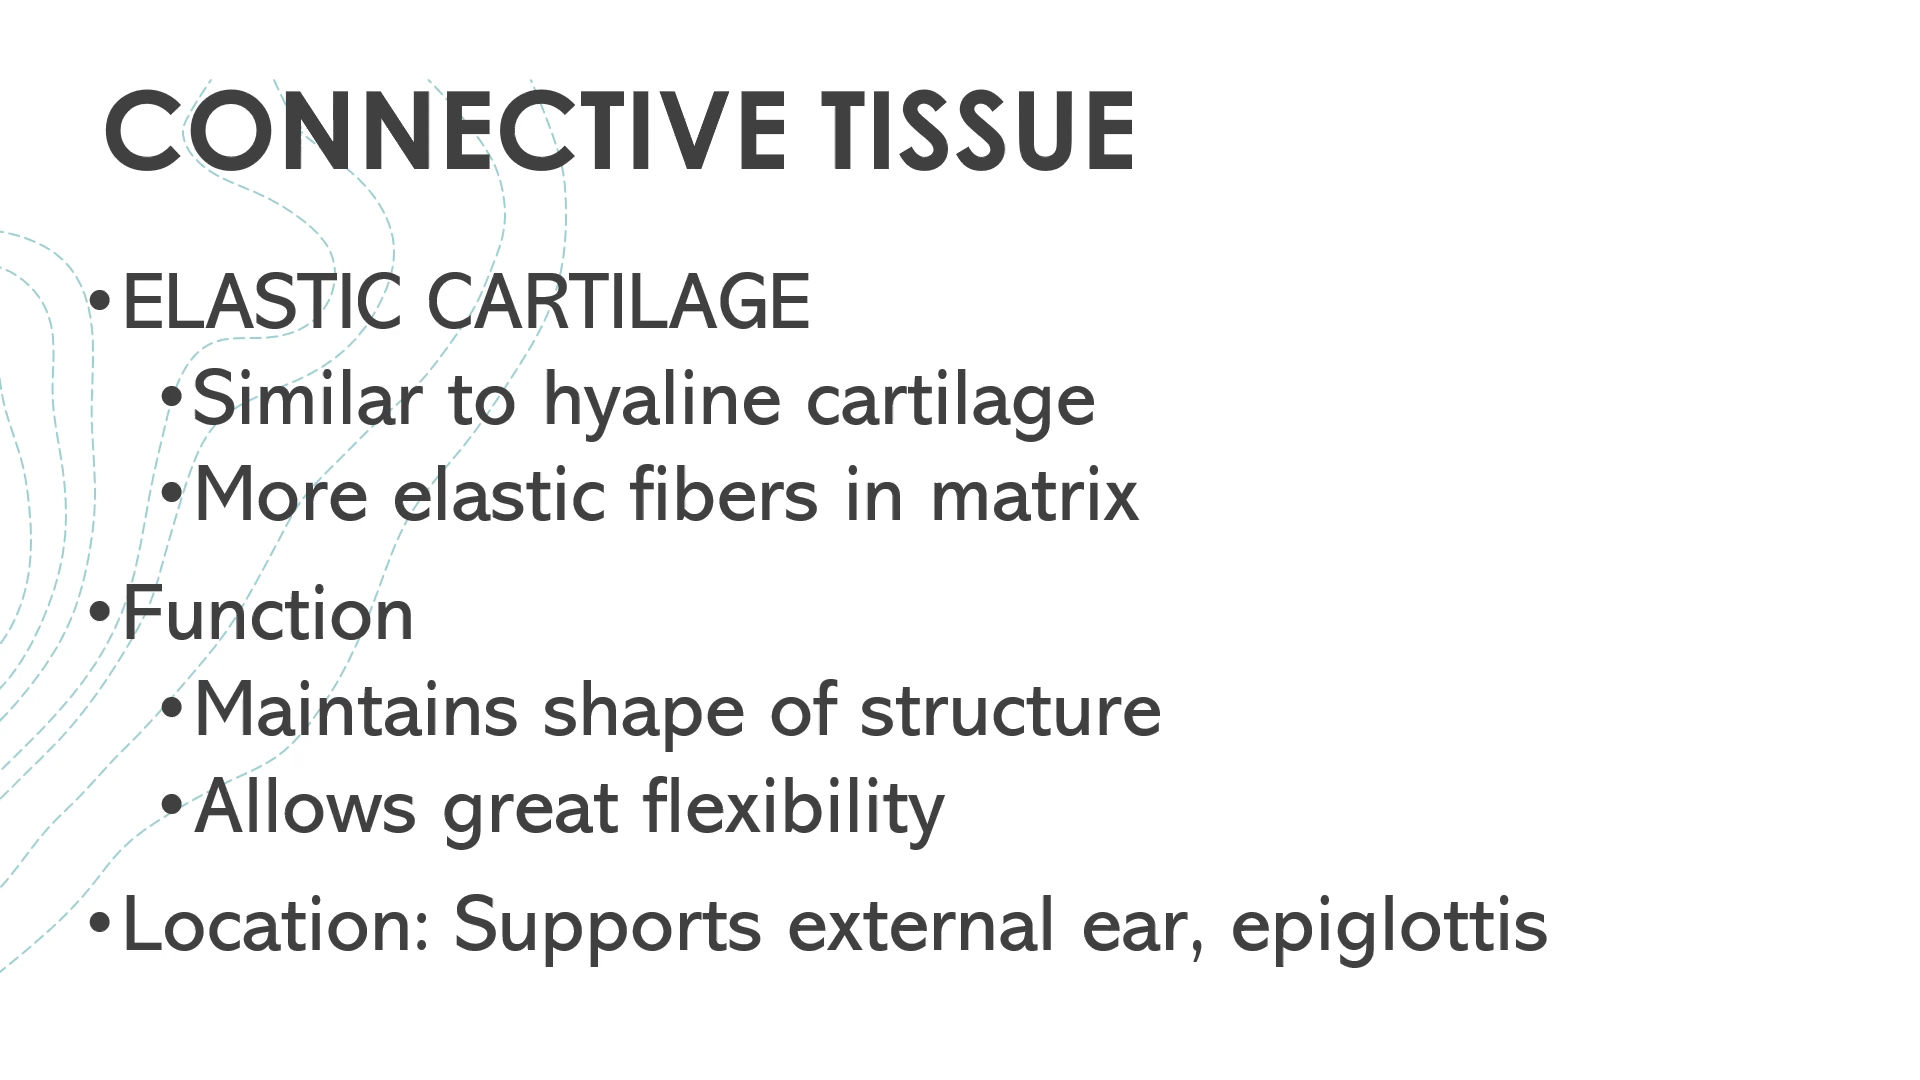 CONNECTIVE TISSUE
•ELASTIC CARTILAGE
•Similar to hyaline cartilage
•More elastic fibers in matrix
•Function
•Maintains shape of structure
•Allows great flexibility
•Location: Supports external ear, epiglottis